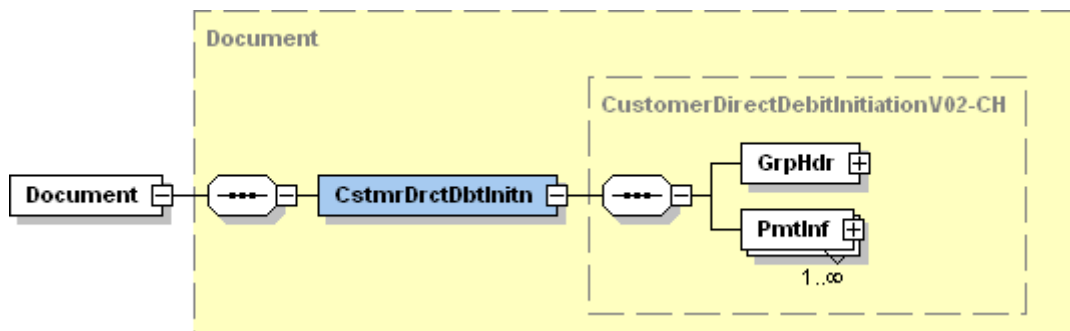 Document
CustomerDirectDebitInitiationV02-CH
GrpHdr
Document
CstmrDrctDbtInitn
PmtInf
1..∞